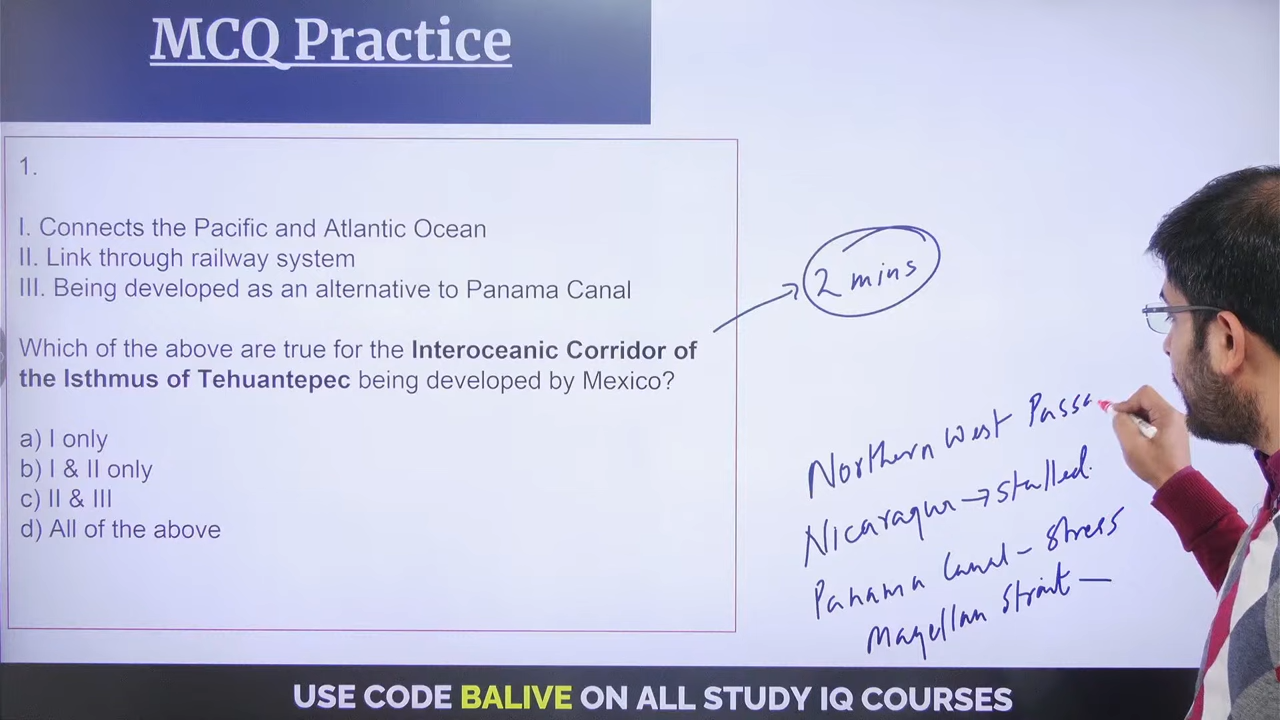 MCQ Practice
1.
I. Connects the Pacific and Atlantic Ocean
II. Link through railway system
III. Being developed as an alternative to Panama Canal
Which of the above are true for the Interoceanic Corridor of
the Isthmus of Tehuantepec being developed by Mexico?
a) I only
b) I & II only
c) II & III
d) All of the above
2 mins
Northern West Passa
Nicaragua → stalled.
Panama Canal - Stress
Magellan Strait -
USE CODE BALIVE ON ALL STUDY IQ COURSES